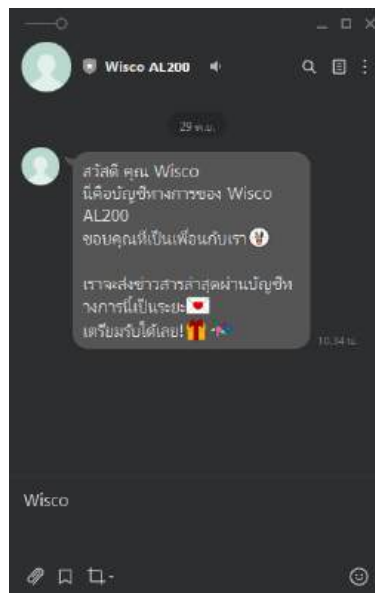 Wisco AL200
29 พ.ย.
สวัสดี คุณ Wisco
นี่คือบัญชีทางการของ Wisco
AL200
ขอบคุณที่เป็นเพื่อนกับเรา
เราจะส่งข่าวสารล่าสุดผ่านบัญชีท
างการนี้เป็นระยะ
เตรียมรับได้เลย!
10.34 น.
Wisco